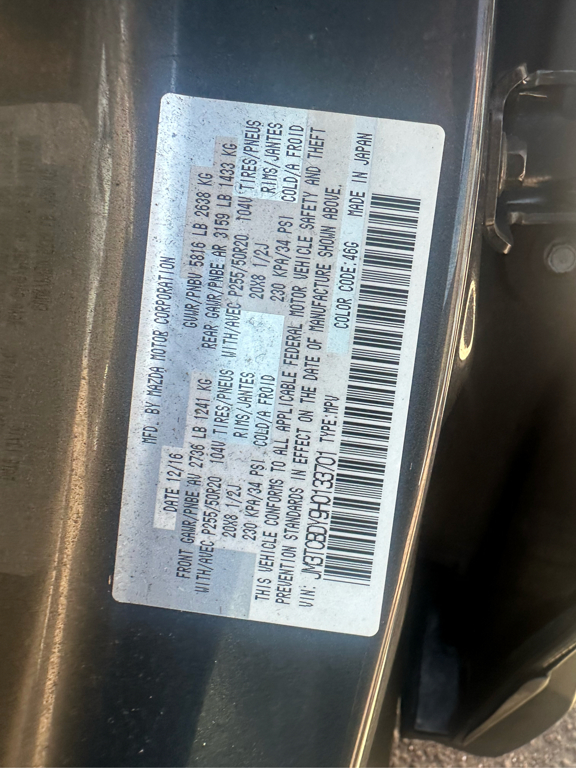 MFD. BY MAZDA MOTOR CORPORATION
DATE 12/16 GVWR/PNBV 5816 LB 2638 KG
FRONT GAWR/PNBE AV 2736 LB 1241 KG REAR GAWR/PNBE AR 3159 LB 1433 KG
WITH/AVEC P255/50R20 104V TIRES/PNEUS WITH/AVEC P255/50R20 104V TIRES/PNEUS
20X8 1/2J RIMS/JANTES 20X8 1/2J RIMS/JANTES
230 KPA/34 PSI COLD/A FROID 230 KPA/34 PSI COLD/A FROID
THIS VEHICLE CONFORMS TO ALL APPLICABLE FEDERAL MOTOR VEHICLE SAFETY AND THEFT
PREVENTION STANDARDS IN EFFECT ON THE DATE OF MANUFACTURE SHOWN ABOVE.
VIN: JM3TCBDY9H0133701 TYPE:MPV COLOR CODE:46G MADE IN JAPAN